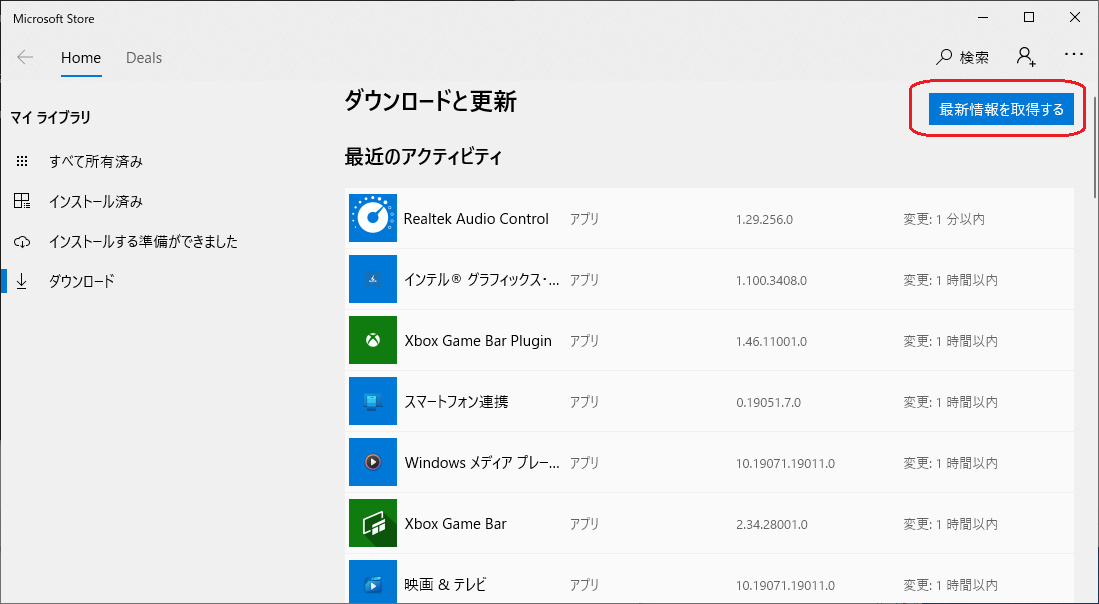 Microsoft Store
Home Deals 検索
マイ ライブラリ
すべて所有済み
インストール済み
インストールする準備ができました
ダウンロード
ダウンロードと更新
最新情報を取得する
最近のアクティビティ
Realtek Audio Control アプリ 1.29.256.0 変更: 1 分以内
インテル® グラフィックス・... アプリ 1.100.3408.0 変更: 1 時間以内
Xbox Game Bar Plugin アプリ 1.46.11001.0 変更: 1 時間以内
スマートフォン連携 アプリ 0.19051.7.0 変更: 1 時間以内
Windows メディア プレー... アプリ 10.19071.19011.0 変更: 1 時間以内
Xbox Game Bar アプリ 2.34.28001.0 変更: 1 時間以内
映画 & テレビ アプリ 10.19071.19011.0 変更: 1 時間以内